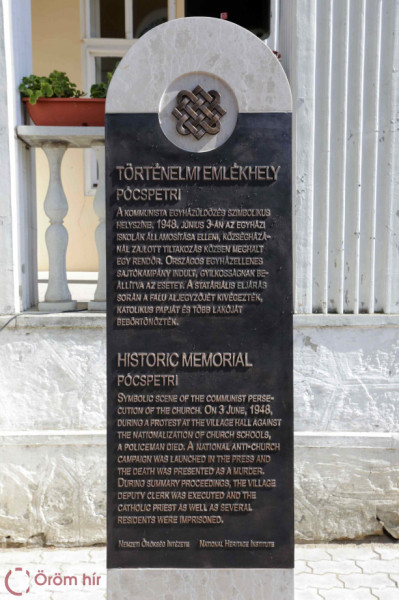 TÖRTÉNELMI EMLÉKHELY
PÓCSPETRI
A KOMMUNISTA EGYHÁZÜLDÖZÉS SZIMBOLIKUS
HELYSZÍNE. 1948. JÚNIUS 3-ÁN AZ EGYHÁZI
ISKOLÁK ÁLLAMOSÍTÁSA ELLENI, KÖZSÉGHÁZÁ-
NÁL ZAJLOTT TILTAKOZÁS KÖZBEN MEGHALT
EGY RENDŐR. ORSZÁGOS EGYHÁZELLENES
SAJTÓKAMPÁNY INDULT, GYILKOSSÁGNAK BE-
ÁLLÍTVA AZ ESETET. A STATÁRIÁLIS ELJÁRÁS
SORÁN A FALU ALJEGYZŐJÉT KIVÉGEZTÉK,
KATOLIKUS PAPJÁT ÉS TÖBB LAKÓJÁT
BEBÖRTÖNÖZTÉK.
HISTORIC MEMORIAL
PÓCSPETRI
SYMBOLIC SCENE OF THE COMMUNIST PERSE-
CUTION OF THE CHURCH. ON 3 JUNE, 1948,
DURING A PROTEST AT THE VILLAGE HALL AGAINST
THE NATIONALIZATION OF CHURCH SCHOOLS,
A POLICEMAN DIED. A NATIONAL ANTI-CHURCH
CAMPAIGN WAS LAUNCHED IN THE PRESS AND
THE DEATH WAS PRESENTED AS A MURDER.
DURING SUMMARY PROCEEDINGS, THE VILLAGE
DEPUTY CLERK WAS EXECUTED AND THE
CATHOLIC PRIEST AS WELL AS SEVERAL
RESIDENTS WERE IMPRISONED.
NEMZETI ÖRÖKSÉG INTÉZETE NATIONAL HERITAGE INSTITUTE
Öröm hír